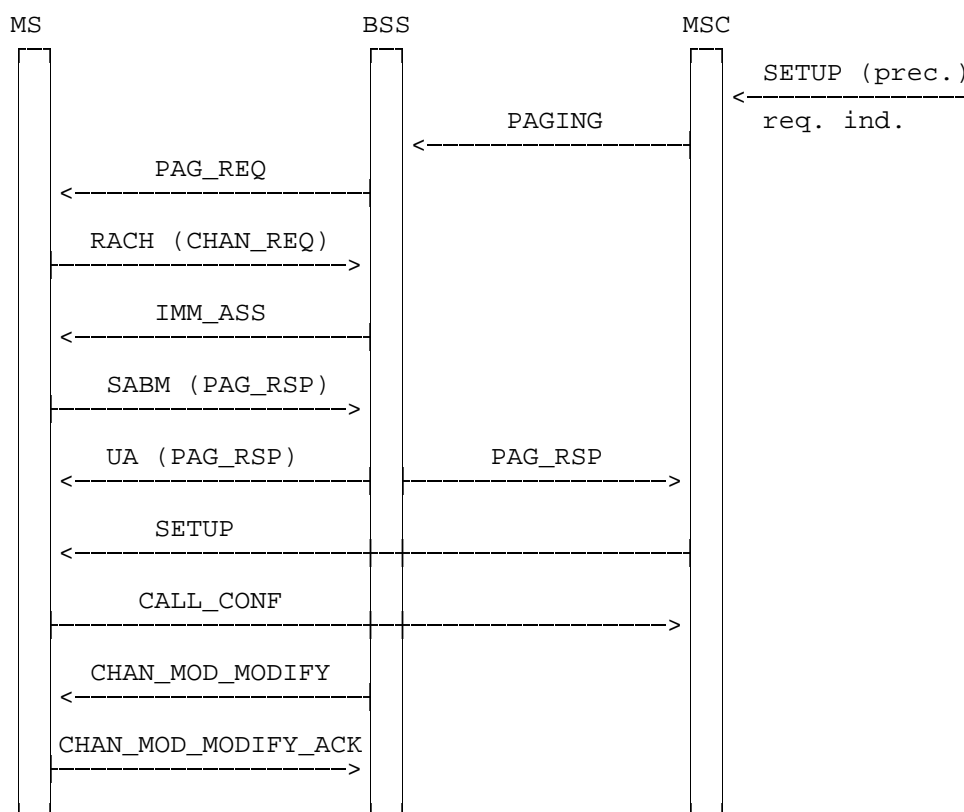 MS BSS MSC
SETUP (prec.)
req. ind.
PAGING
PAG_REQ
RACH (CHAN_REQ)
IMM_ASS
SABM (PAG_RSP)
UA (PAG_RSP) PAG_RSP
SETUP
CALL_CONF
CHAN_MOD_MODIFY
CHAN_MOD_MODIFY_ACK